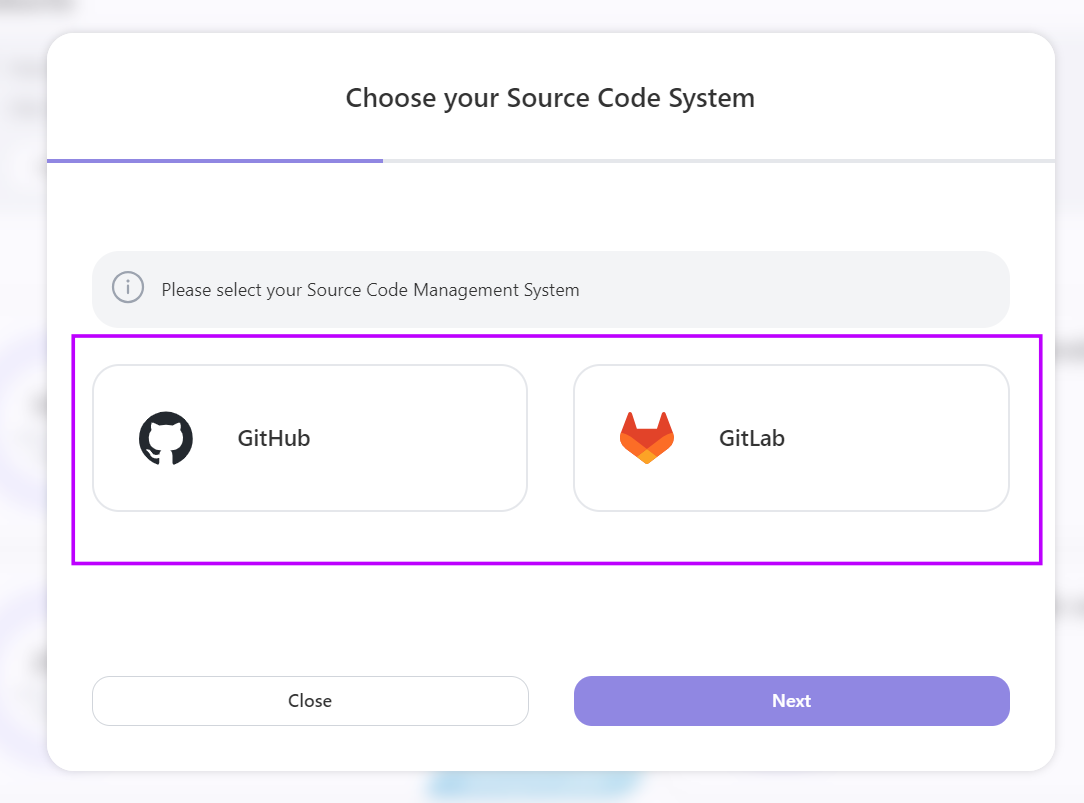 Choose your Source Code System
Please select your Source Code Management System
GitHub
GitLab
Close
Next